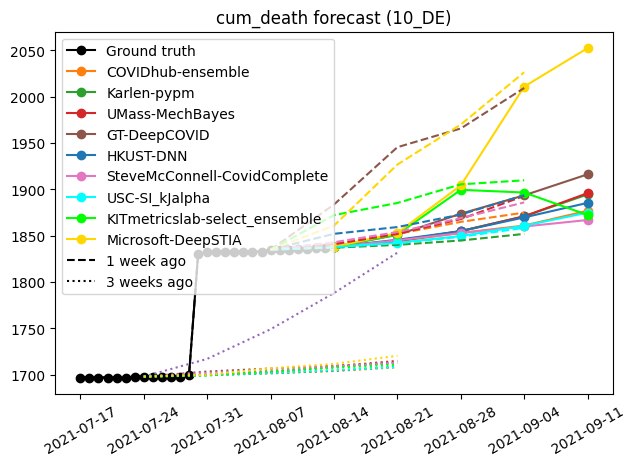 cum_death forecast (10_DE)
2050
2000
1950
1900
1850
1800
1750
1700
Ground truth
COVIDhub-ensemble
Karlen-pypm
UMass-MechBayes
GT-DeepCOVID
HKUST-DNN
SteveMcConnell-CovidComplete
USC-SI_kJalpha
KITmetricslab-select_ensemble
Microsoft-DeepSTIA
1 week ago
3 weeks ago
2021-07-17
2021-07-24
2021-07-31
2021-08-07
2021-08-14
2021-08-21
2021-08-28
2021-09-04
2021-09-11